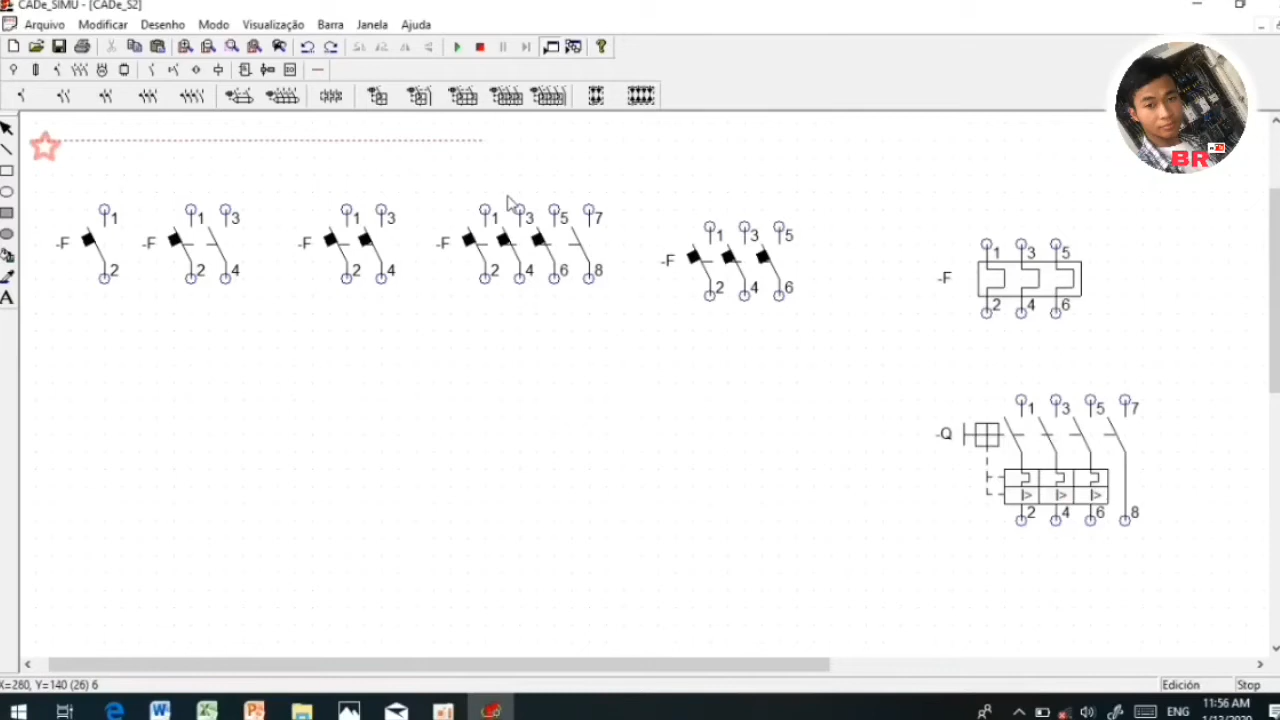 CADe_SIMU - [CADe_S2]
Arquivo Modificar Desenho Modo Visualização Barra Janela Ajuda
BR
1 1 3 1 3 1 3 5 7
-F -F -F -F
2 2 4 2 4 2 4 6 8
1 3 5
-F
2 4 6
1 3 5
-F
2 4 6
1 3 5 7
-Q
|> |> |>
2 4 6 8
A
X=280, Y=140 (26) 6 Edición Stop
11:56 AM
ENG